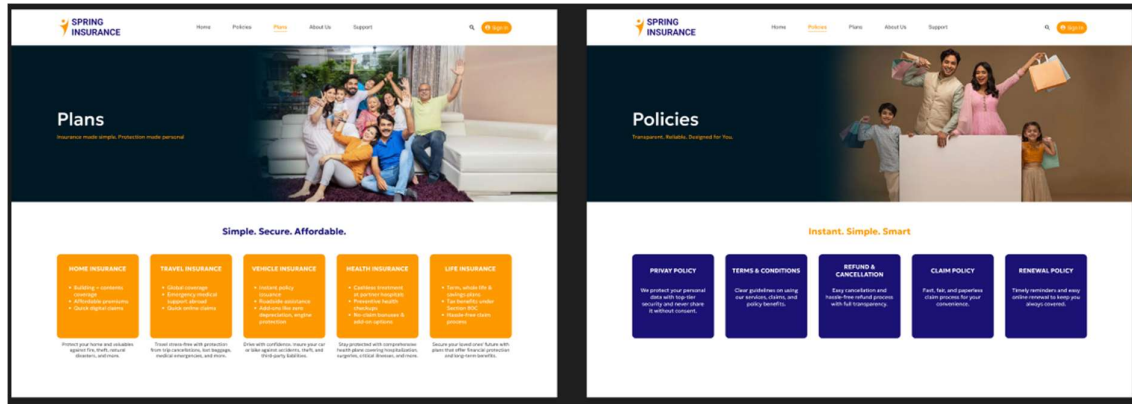 SPRING
INSURANCE
Home Policies Plans About Us Support
Sign In
Plans
Insurance made simple. Protection made personal
Simple. Secure. Affordable.
HOME INSURANCE
• Building + contents
coverage
• Affordable premiums
• Quick digital claims
Protect your home and valuables
against fire, theft, natural
disasters, and more.
TRAVEL INSURANCE
• Global coverage
• Emergency medical
support abroad
• Quick online claims
Travel stress-free with protection
from trip cancellations, lost baggage,
medical emergencies, and more.
VEHICLE INSURANCE
• Instant policy
issuance
• Roadside assistance
• Add-ons like zero
depreciation, engine
protection
Drive with confidence. Insure your car
or bike against accidents, theft, and
third-party liabilities.
HEALTH INSURANCE
• Cashless treatment
at partner hospitals
• Preventive health
checkups
• No-claim bonuses &
add-on options
Stay protected with comprehensive
health plans covering hospitalization,
surgeries, critical illnesses, and more.
LIFE INSURANCE
• Term, whole life &
savings plans
• Tax benefits under
Section 80C
• Hassle-free claim
process
Secure your loved ones' future with
plans that offer financial protection
and long-term benefits.
SPRING
INSURANCE
Home Policies Plans About Us Support
Sign In
Policies
Transparent. Reliable. Designed for You.
Instant. Simple. Smart
PRIVAY POLICY
We protect your personal
data with top-tier
security and never share
it without consent.
TERMS & CONDITIONS
Clear guidelines on using
our services, claims, and
policy benefits.
REFUND &
CANCELLATION
Easy cancellation and
hassle-free refund process
with full transparency.
CLAIM POLICY
Fast, fair, and paperless
claim process for your
convenience.
RENEWAL POLICY
Timely reminders and easy
online renewal to keep you
always covered.